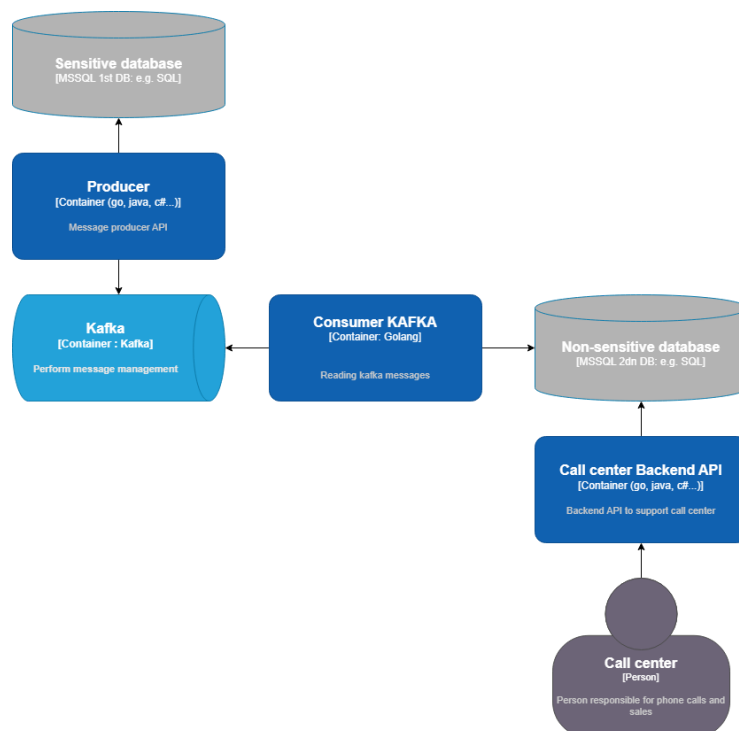 Sensitive database
[MSSQL 1st DB: e.g. SQL]
Producer
[Container (go, java, c#...)]
Message producer API
Kafka
[Container : Kafka]
Perform message management
Consumer KAFKA
[Container: Golang]
Reading kafka messages
Non-sensitive database
[MSSQL 2dn DB: e.g. SQL]
Call center Backend API
[Container (go, java, c#...)]
Backend API to support call center
Call center
[Person]
Person responsible for phone calls and
sales